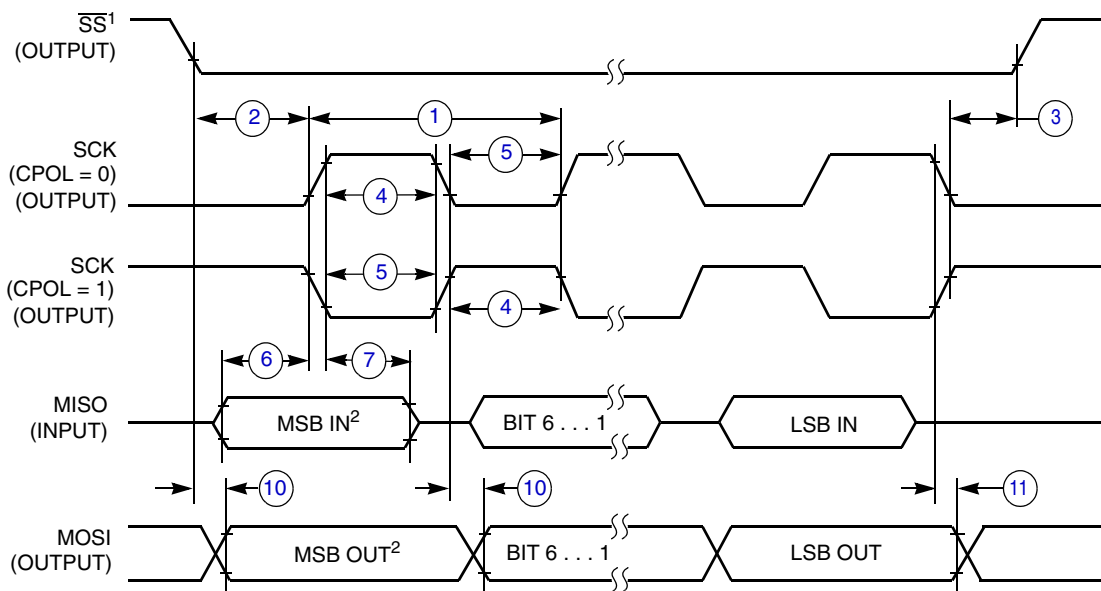 SS¹
(OUTPUT)
2
1
3
SCK
(CPOL = 0)
(OUTPUT)
5
4
SCK
(CPOL = 1)
(OUTPUT)
5
4
6
7
MISO
(INPUT)
MSB IN²
BIT 6 . . . 1
LSB IN
10
10
11
MOSI
(OUTPUT)
MSB OUT²
BIT 6 . . . 1
LSB OUT